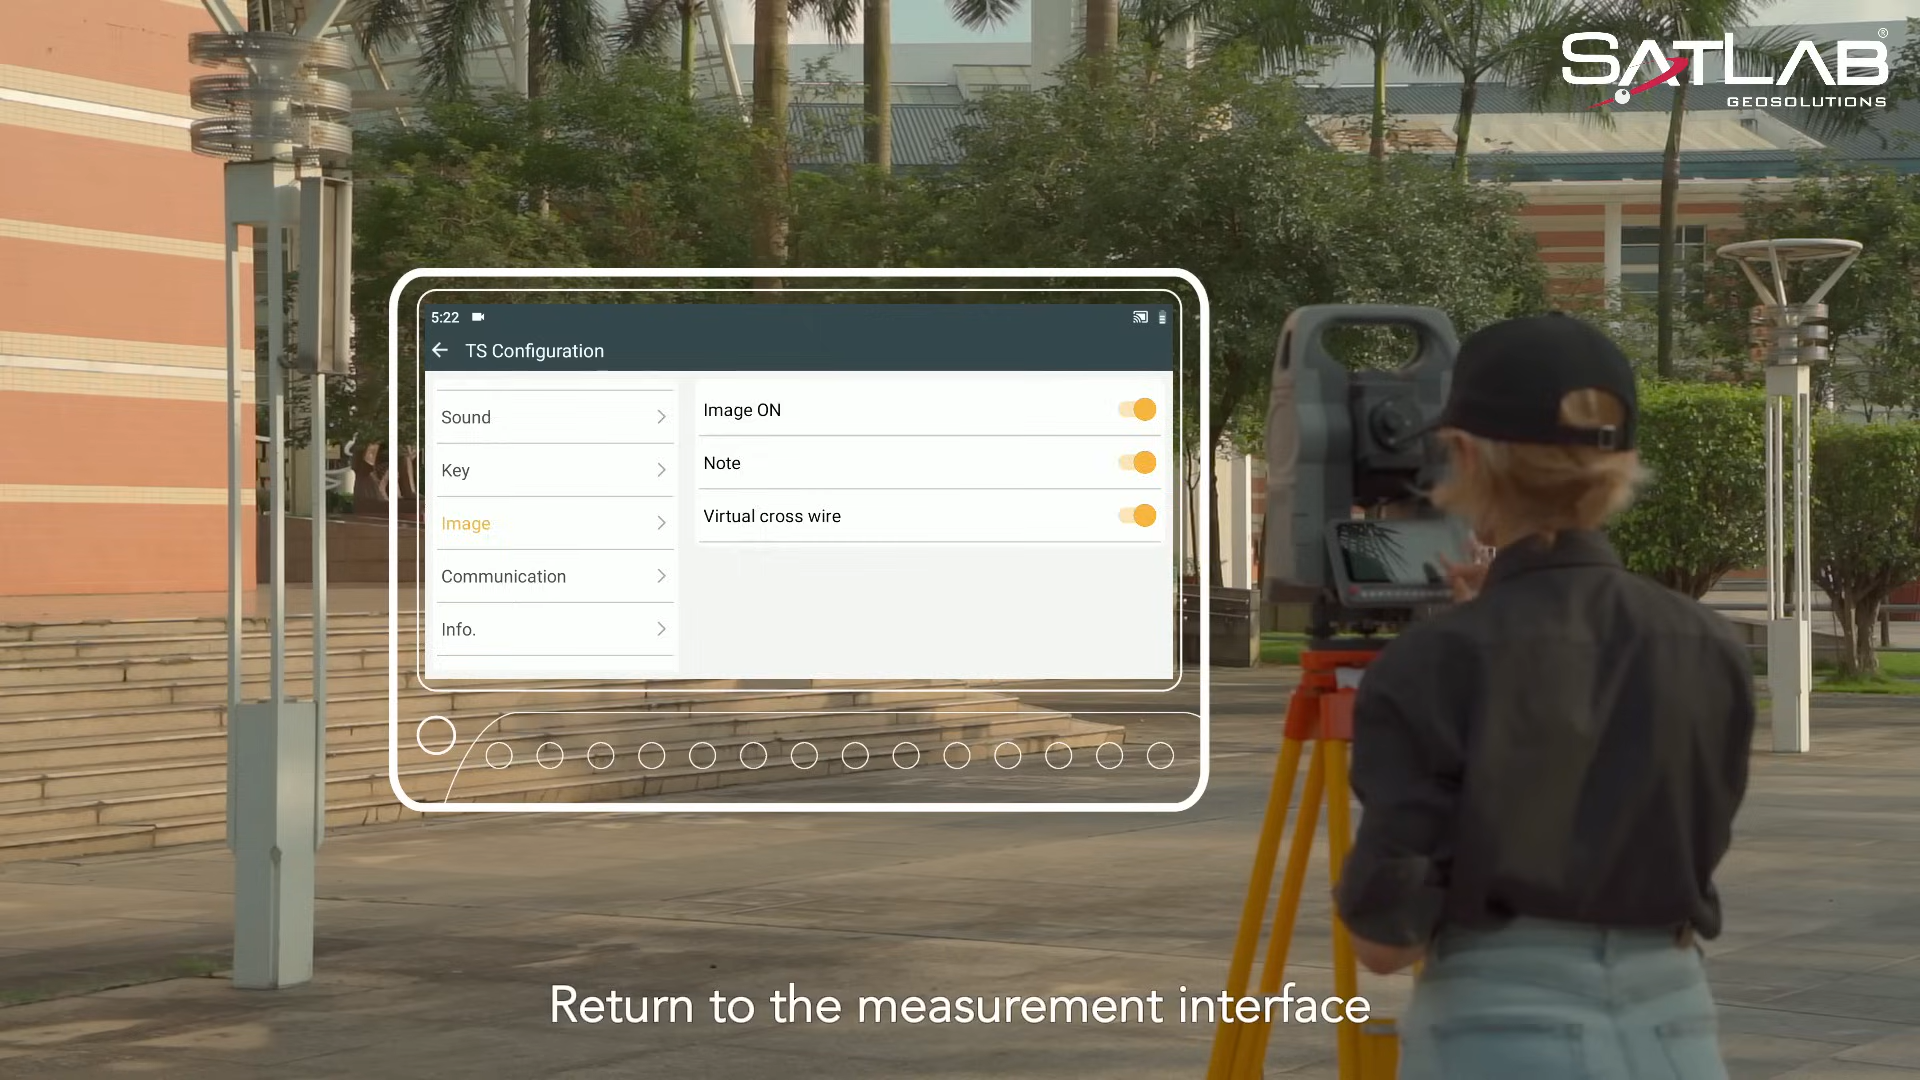 SATLAB®
GEOSOLUTIONS
5:22
TS Configuration
Sound
Key
Image
Communication
Info.
Image ON
Note
Virtual cross wire
Return to the measurement interface